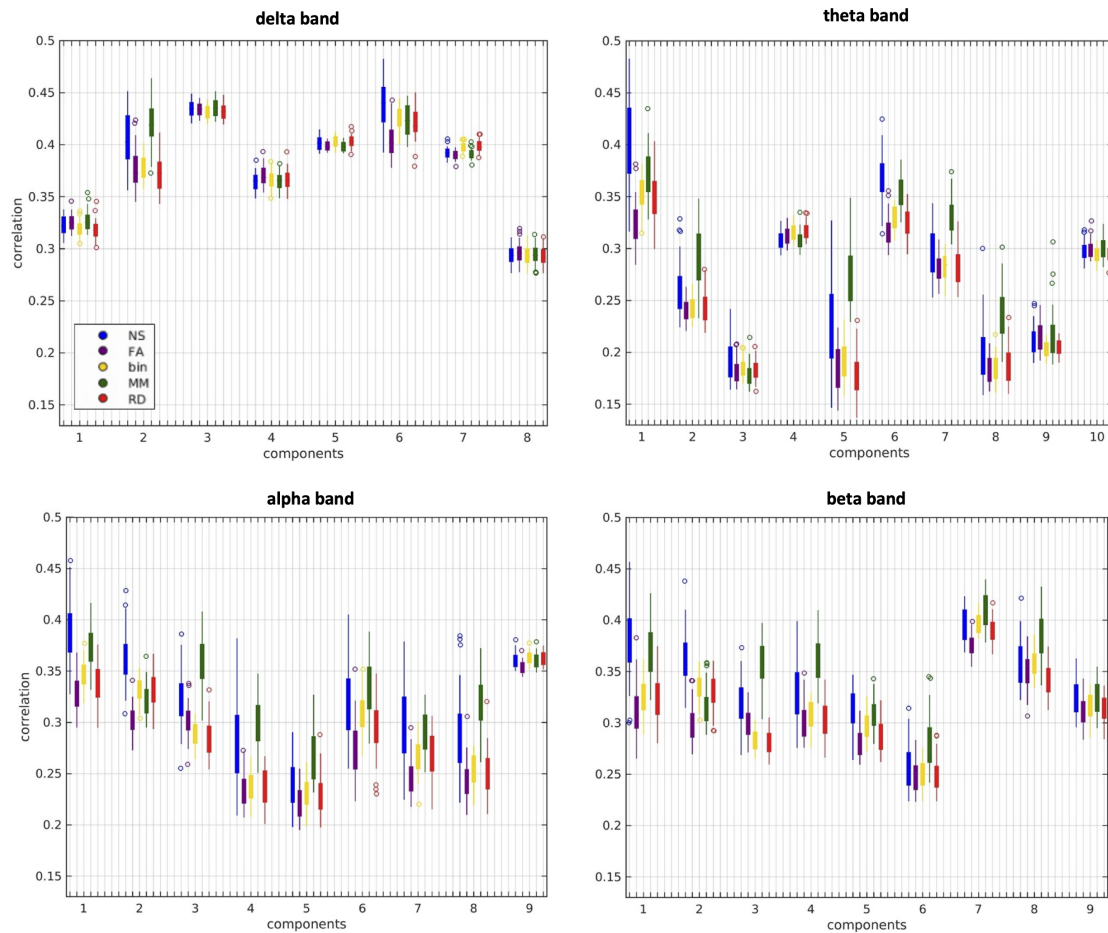 delta band
0.5
0.45
0.4
0.35
0.3
0.25
0.2
0.15
correlation
NS
FA
bin
MM
RD
1 2 3 4 5 6 7 8
components
theta band
0.5
0.45
0.4
0.35
0.3
0.25
0.2
0.15
1 2 3 4 5 6 7 8 9 10
components
alpha band
0.5
0.45
0.4
0.35
0.3
0.25
0.2
0.15
correlation
1 2 3 4 5 6 7 8 9
components
beta band
0.5
0.45
0.4
0.35
0.3
0.25
0.2
0.15
1 2 3 4 5 6 7 8 9
components